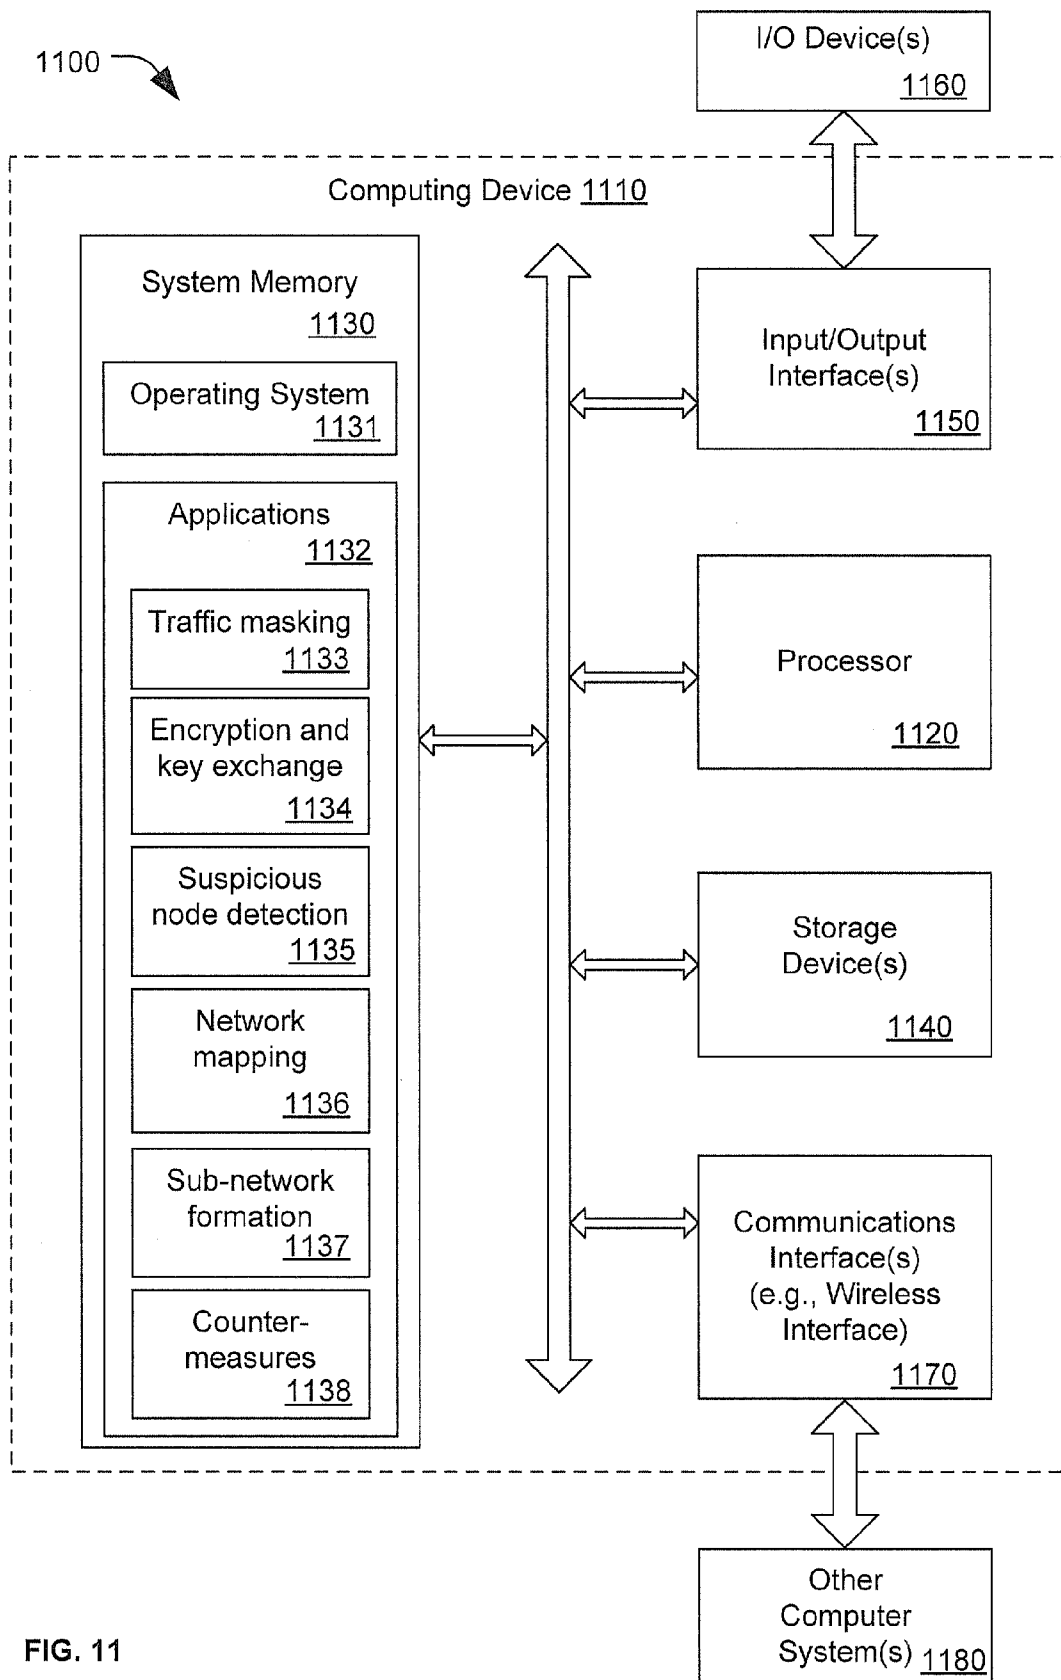 1100
I/O Device(s)
1160
Computing Device 1110
System Memory
1130
Operating System
1131
Applications
1132
Traffic masking
1133
Encryption and
key exchange
1134
Suspicious
node detection
1135
Network
mapping
1136
Sub-network
formation
1137
Counter-
measures
1138
Input/Output
Interface(s)
1150
Processor
1120
Storage
Device(s)
1140
Communications
Interface(s)
(e.g., Wireless
Interface)
1170
Other
Computer
System(s) 1180
FIG. 11